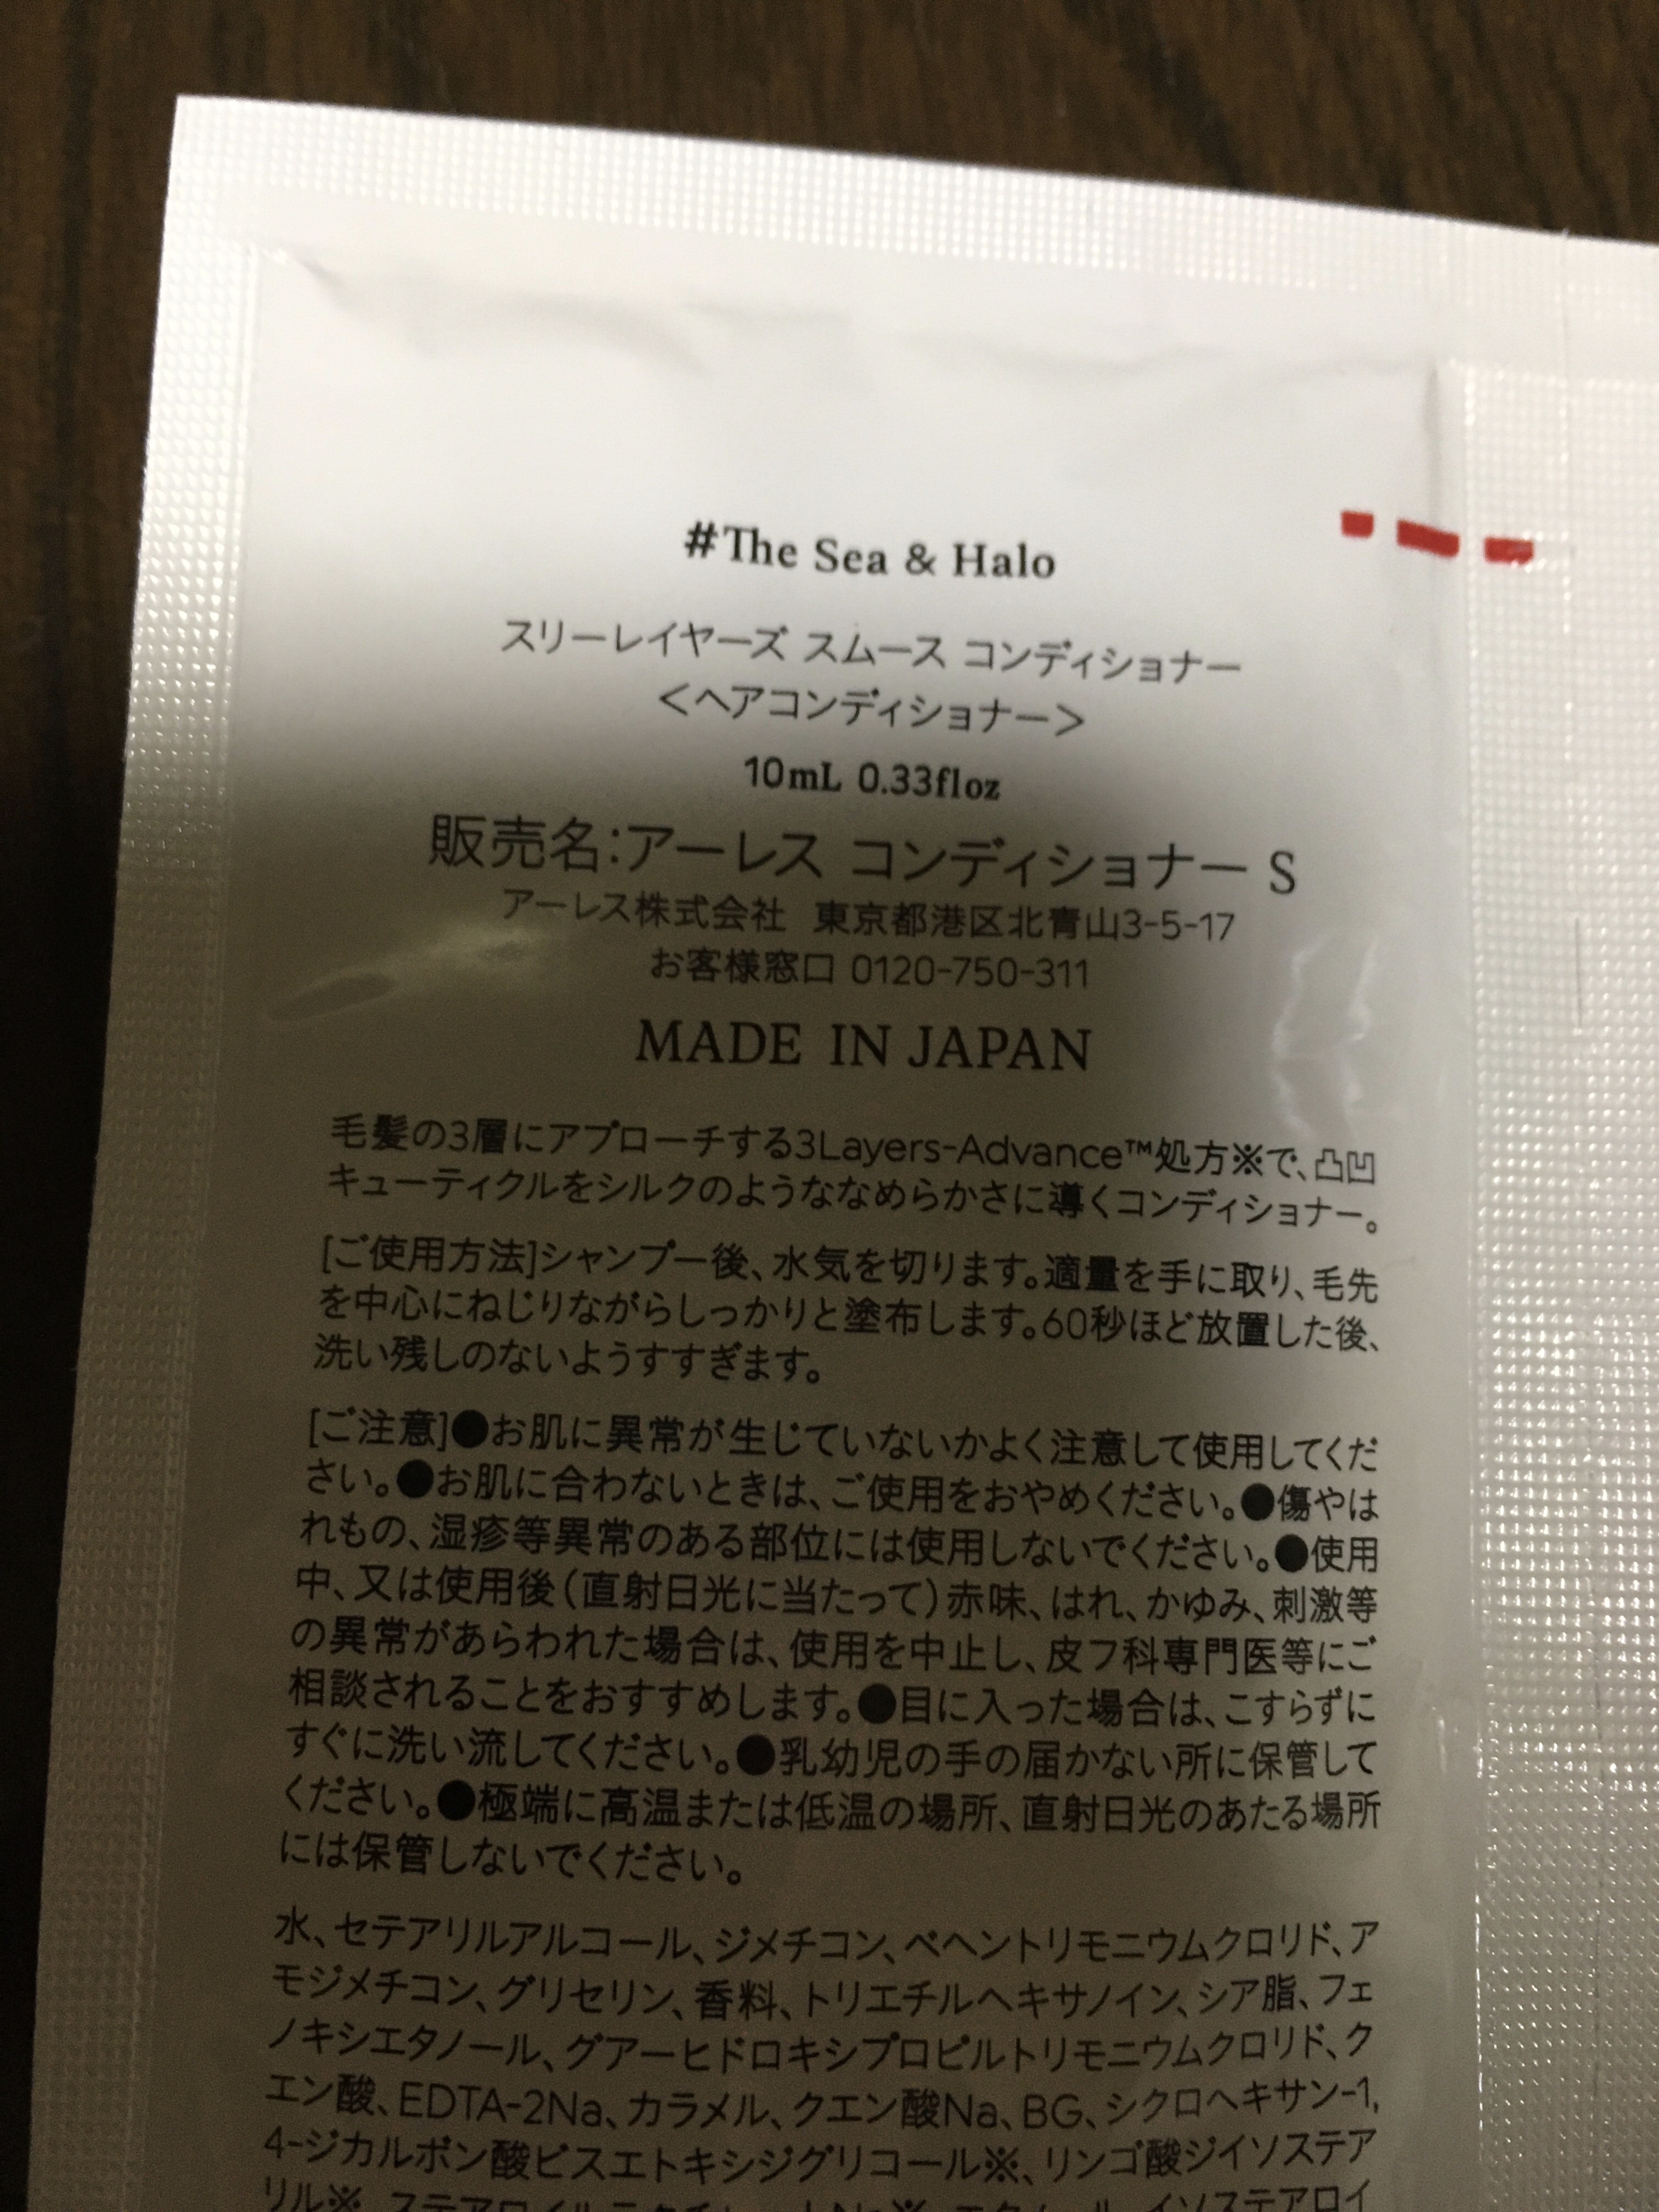 #The Sea & Halo
スリーレイヤーズ スムース コンディショナー
<ヘアコンディショナー>
10mL 0.33floz
販売名:アーレス コンディショナー S
アーレス株式会社 東京都港区北青山3-5-17
お客様窓口 0120-750-311
MADE IN JAPAN
毛髪の3層にアプローチする3Layers-Advance™処方※で、凸凹
キューティクルをシルクのようななめらかさに導くコンディショナー。
[ご使用方法]シャンプー後、水気を切ります。適量を手に取り、毛先
を中心にねじりながらしっかりと塗布します。60秒ほど放置した後、
洗い残しのないようすすぎます。
[ご注意]●お肌に異常が生じていないかよく注意して使用してくだ
さい。●お肌に合わないときは、ご使用をおやめください。●傷やは
れもの、湿疹等異常のある部位には使用しないでください。●使用
中、又は使用後(直射日光に当たって)赤味、はれ、かゆみ、刺激等
の異常があらわれた場合は、使用を中止し、皮フ科専門医等にご
相談されることをおすすめします。●目に入った場合は、こすらずに
すぐに洗い流してください。●乳幼児の手の届かない所に保管して
ください。●極端に高温または低温の場所、直射日光のあたる場所
には保管しないでください。
水、セテアリルアルコール、ジメチコン、ベヘントリモニウムクロリド、ア
モジメチコン、グリセリン、香料、トリエチルヘキサノイン、シア脂、フェ
ノキシエタノール、グアーヒドロキシプロピルトリモニウムクロリド、ク
エン酸、EDTA-2Na、カラメル、クエン酸Na、BG、シクロヘキサン-1,
4-ジカルボン酸ビスエトキシジグリコール※、リンゴ酸ジイソステア
リル※